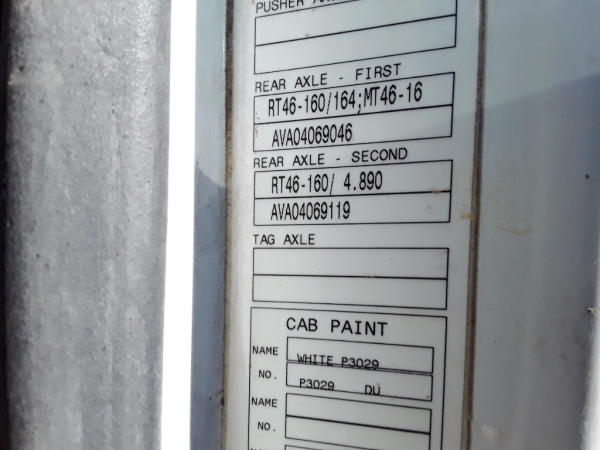 PUSHER
REAR AXLE - FIRST
RT46-160/164;MT46-16
AVA04069046
REAR AXLE - SECOND
RT46-160/ 4.890
AVA04069119
TAG AXLE
CAB PAINT
NAME WHITE P3029
NO. P3029 DU
NAME
NO.